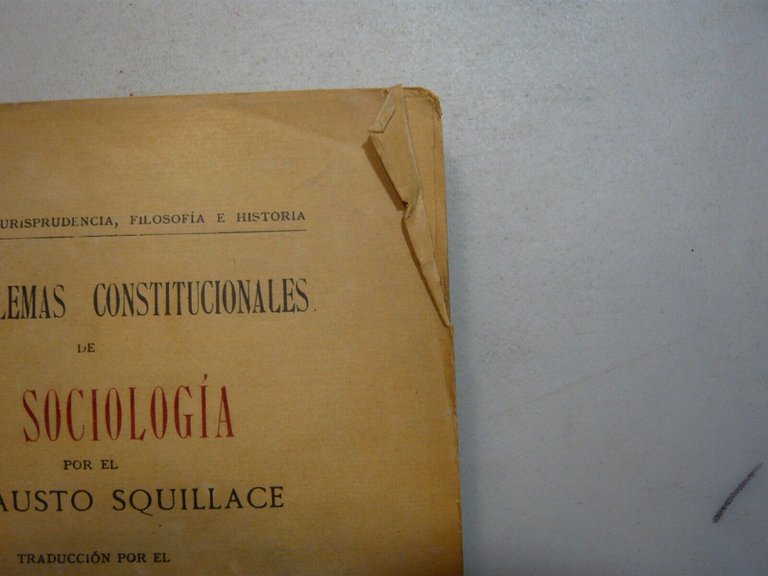 URISPRUDENCIA, FILOSOFÍA E HISTORIA
LEMAS CONSTITUCIONALES
DE
SOCIOLOGÍA
POR EL
AUSTO SQUILLACE
TRADUCCIÓN POR EL